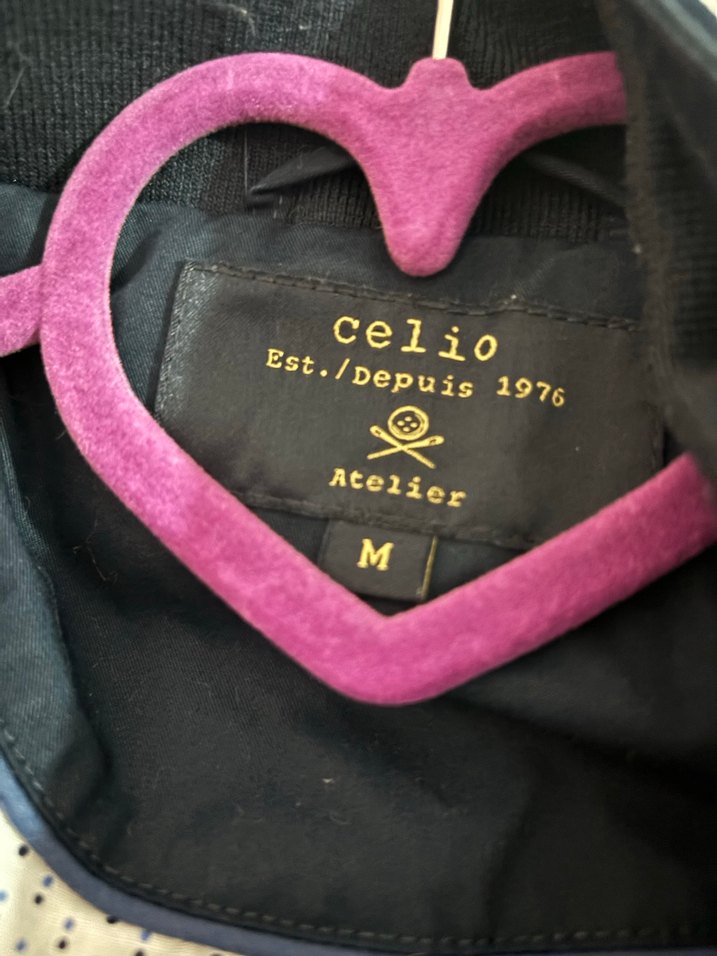 celio
Est./Depuis 1976
Atelier
M